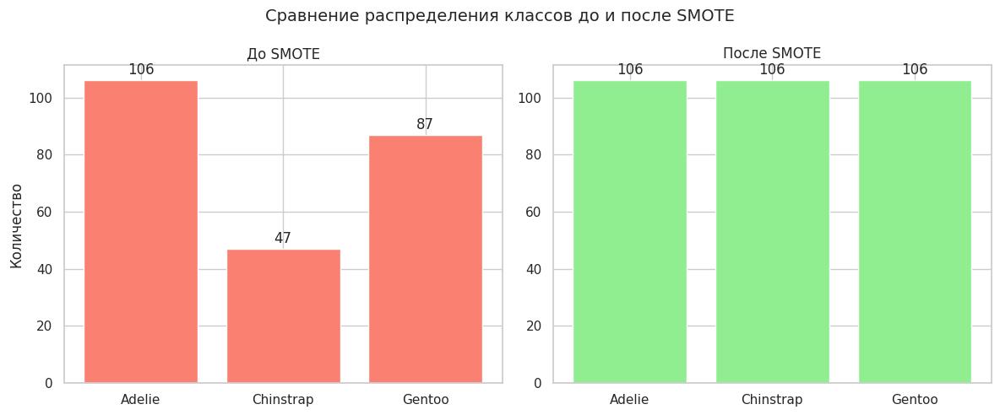 Сравнение распределения классов до и после SMOTE
До SMOTE
Количество
100
80
60
40
20
0
106
47
87
Adelie
Chinstrap
Gentoo
После SMOTE
100
80
60
40
20
0
106
106
106
Adelie
Chinstrap
Gentoo